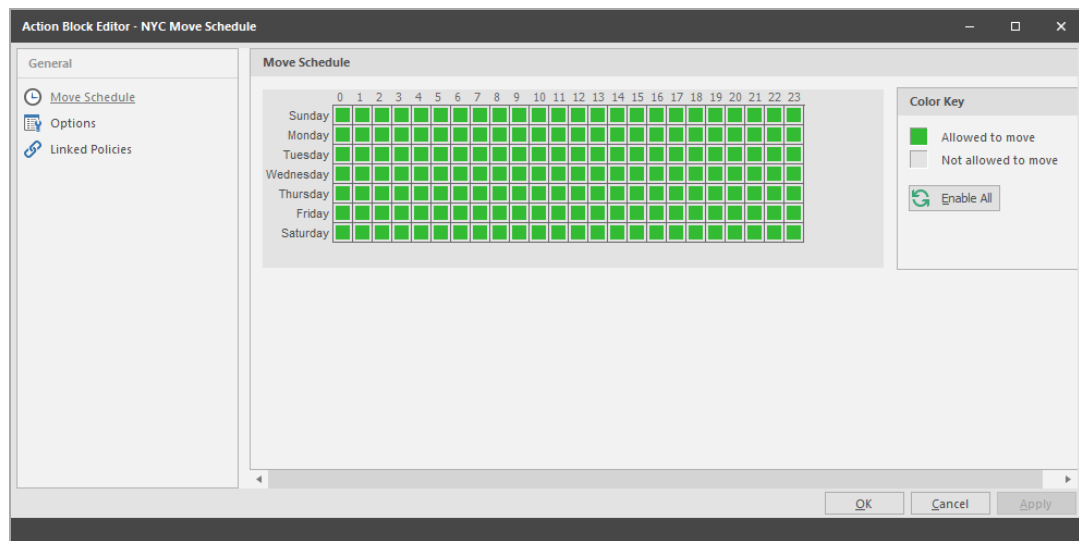 Action Block Editor - NYC Move Schedule
General
Move Schedule
Options
Linked Policies
Move Schedule
0 1 2 3 4 5 6 7 8 9 10 11 12 13 14 15 16 17 18 19 20 21 22 23
Sunday
Monday
Tuesday
Wednesday
Thursday
Friday
Saturday
Color Key
Allowed to move
Not allowed to move
Enable All
OK Cancel Apply